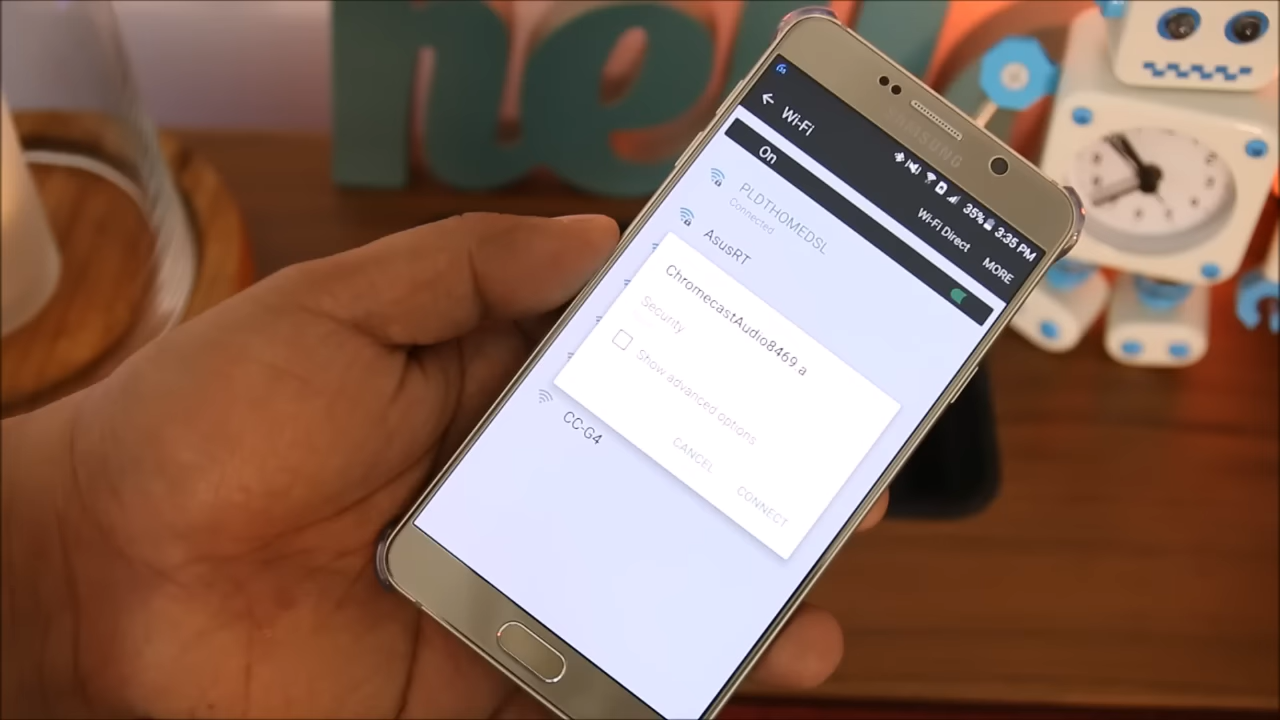 hello
SAMSUNG
35% 3:35 PM
Wi-Fi
Wi-Fi Direct
MORE
On
PLDTHOMEDSL
Connected
AsusRT
ChromecastAudio8469.a
Security
Show advanced options
CANCEL
CONNECT
CC-G4